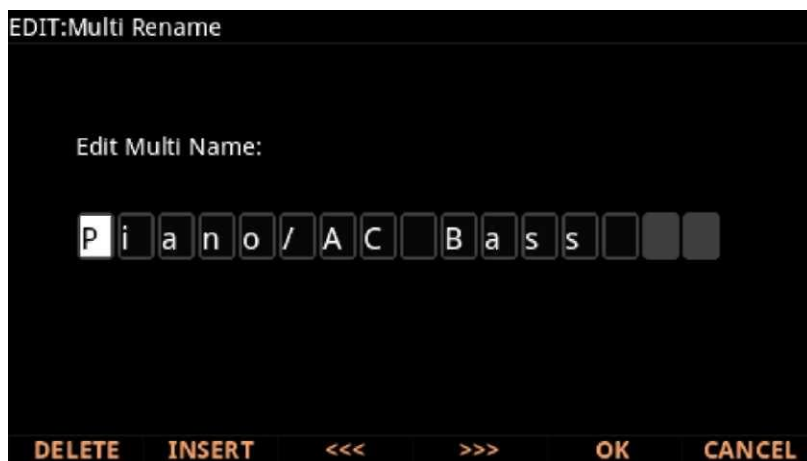 EDIT:Multi Rename
Edit Multi Name:
Piano/AC Bass
DELETE INSERT <<< >>> OK CANCEL